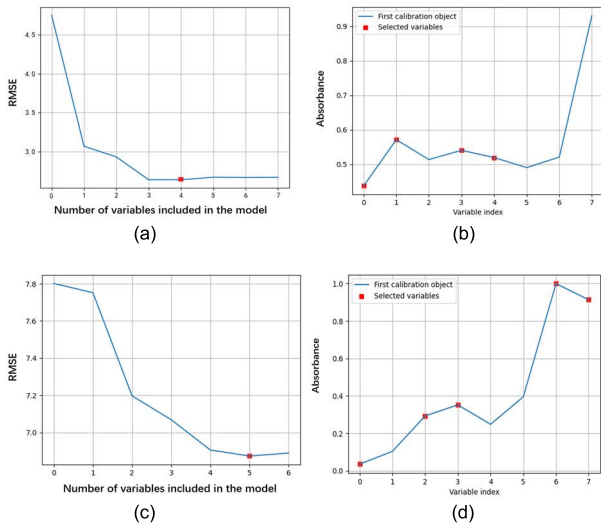 4.5
4.0
3.5
3.0
RMSE
0 1 2 3 4 5 6 7
Number of variables included in the model
(a)
First calibration object
Selected variables
0.9
0.8
0.7
0.6
0.5
Absorbance
0 1 2 3 4 5 6 7
Variable index
(b)
7.8
7.6
7.4
7.2
7.0
RMSE
0 1 2 3 4 5 6
Number of variables included in the model
(c)
First calibration object
Selected variables
1.0
0.8
0.6
0.4
0.2
0.0
Absorbance
0 1 2 3 4 5 6 7
Variable index
(d)